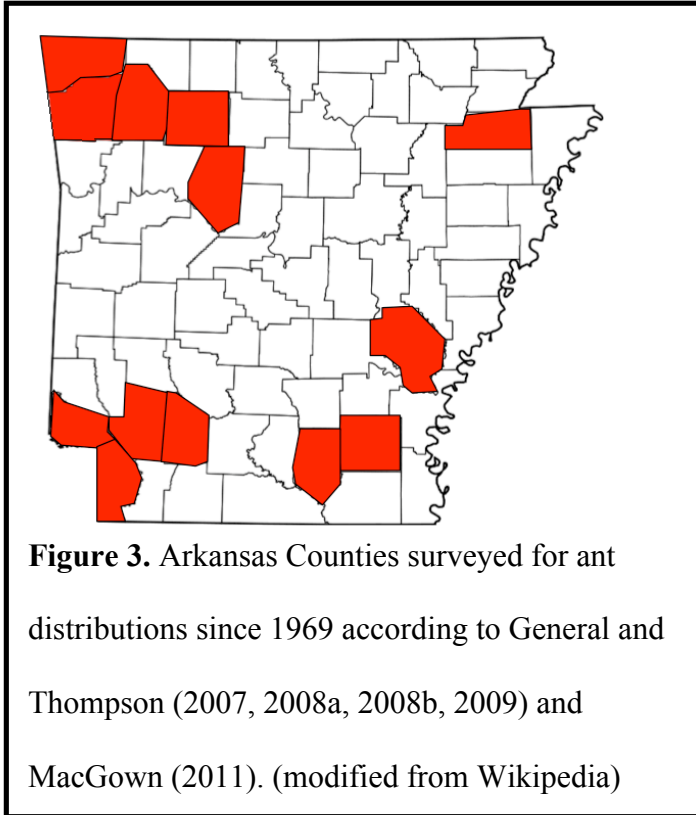 Figure 3. Arkansas Counties surveyed for ant
distributions since 1969 according to General and
Thompson (2007, 2008a, 2008b, 2009) and
MacGown (2011). (modified from Wikipedia)